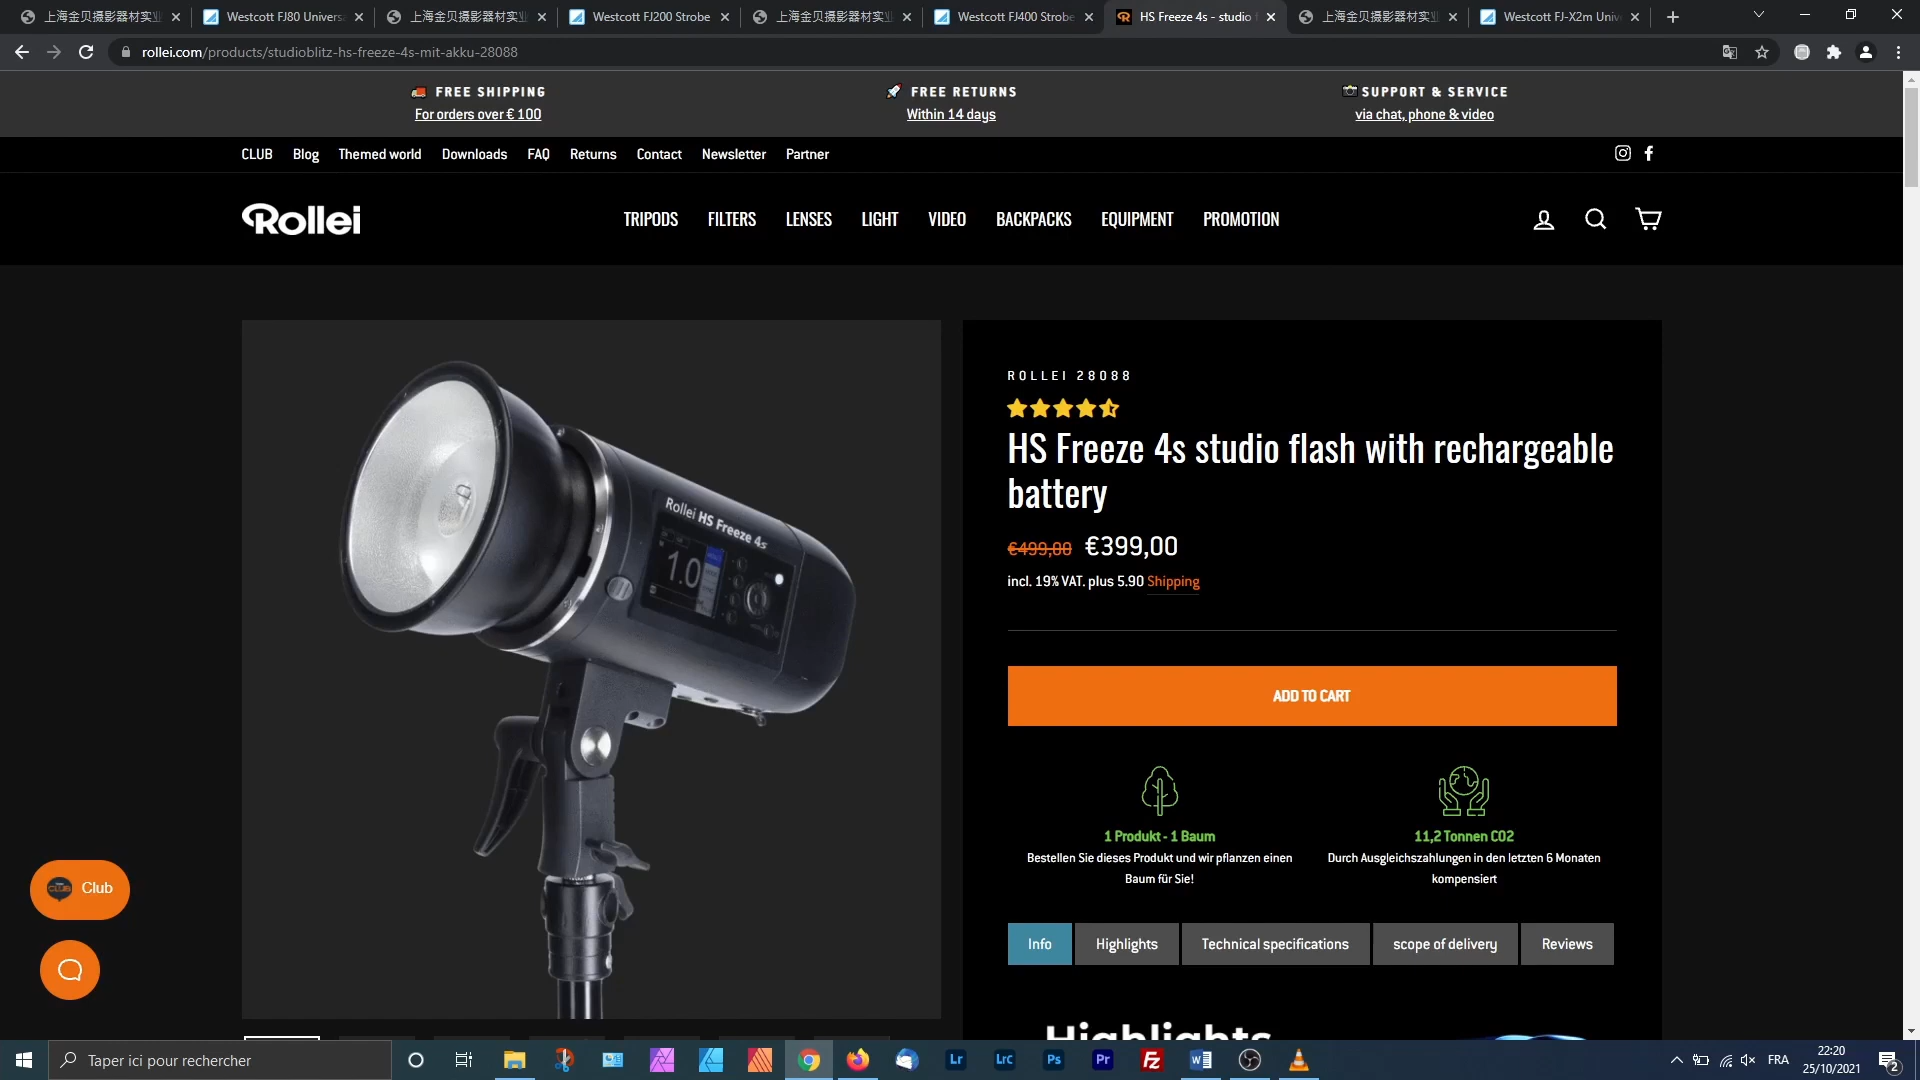 上海金贝摄影器材实业
Westcott FJ80 Univers
上海金贝摄影器材实业
Westcott FJ200 Strobe
上海金贝摄影器材实业
Westcott FJ400 Strobe
HS Freeze 4s - studio
上海金贝摄影器材实业
Westcott FJ-X2m Univ
rollei.com/products/studioblitz-hs-freeze-4s-mit-akku-28088
FREE SHIPPING
For orders over € 100
FREE RETURNS
Within 14 days
SUPPORT & SERVICE
via chat, phone & video
CLUB Blog Themed world Downloads FAQ Returns Contact Newsletter Partner
Rollei
TRIPODS FILTERS LENSES LIGHT VIDEO BACKPACKS EQUIPMENT PROMOTION
Rollei HS Freeze 4s
1.0
ROLLEI 28088
HS Freeze 4s studio flash with rechargeable
battery
€499,00 €399,00
incl. 19% VAT. plus 5.90 Shipping
ADD TO CART
1 Produkt - 1 Baum
Bestellen Sie dieses Produkt und wir pflanzen einen
Baum für Sie!
11,2 Tonnen CO2
Durch Ausgleichszahlungen in den letzten 6 Monaten
kompensiert
Info Highlights Technical specifications scope of delivery Reviews
Highlights
Club
Taper ici pour rechercher
Lr
LrC
Ps
Pr
Fz
W
FRA
22:20
25/10/2021
2